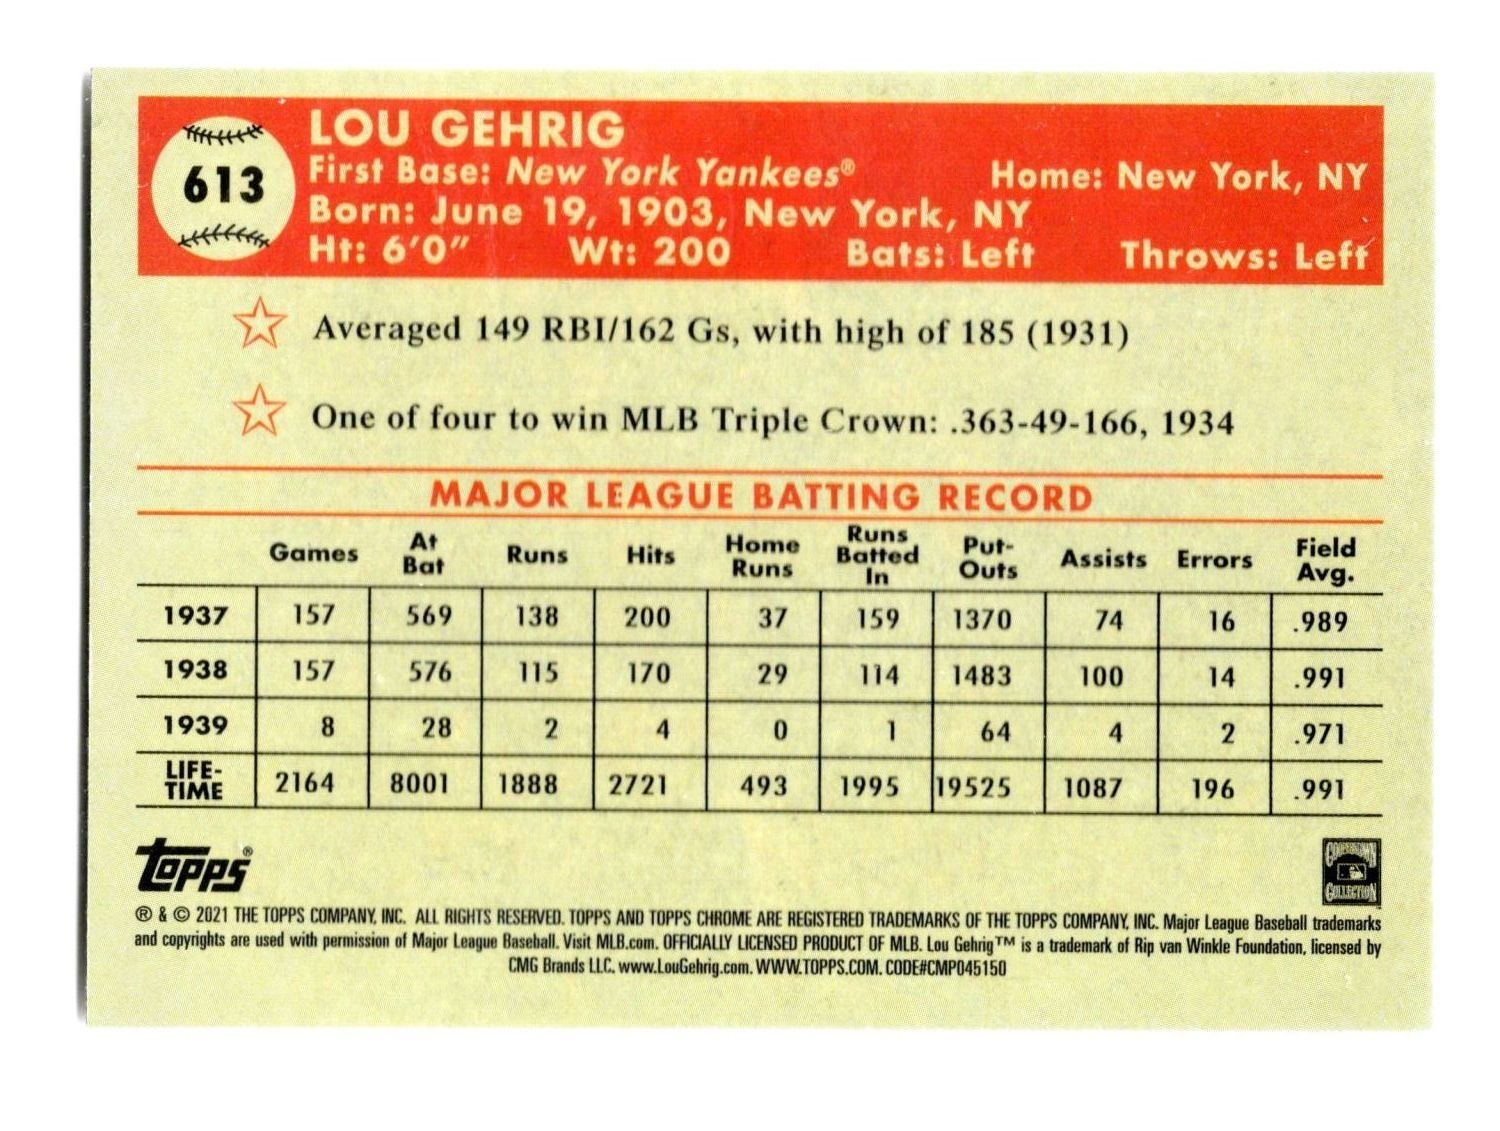 613
LOU GEHRIG
First Base: New York Yankees® Home: New York, NY
Born: June 19, 1903, New York, NY
Ht: 6'0" Wt: 200 Bats: Left Throws: Left
Averaged 149 RBI/162 Gs, with high of 185 (1931)
One of four to win MLB Triple Crown: .363-49-166, 1934
MAJOR LEAGUE BATTING RECORD
Games At Bat Runs Hits Home Runs Runs Batted In Put-Outs Assists Errors Field Avg.
1937 157 569 138 200 37 159 1370 74 16 .989
1938 157 576 115 170 29 114 1483 100 14 .991
1939 8 28 2 4 0 1 64 4 2 .971
LIFE-TIME 2164 8001 1888 2721 493 1995 19525 1087 196 .991
Topps®
COOPERSTOWN
COLLECTION
® & © 2021 THE TOPPS COMPANY, INC. ALL RIGHTS RESERVED. TOPPS AND TOPPS CHROME ARE REGISTERED TRADEMARKS OF THE TOPPS COMPANY, INC. Major League Baseball trademarks
and copyrights are used with permission of Major League Baseball. Visit MLB.com. OFFICIALLY LICENSED PRODUCT OF MLB. Lou Gehrig™ is a trademark of Rip van Winkle Foundation, licensed by
CMG Brands LLC. www.LouGehrig.com. WWW.TOPPS.COM. CODE#CMP045150